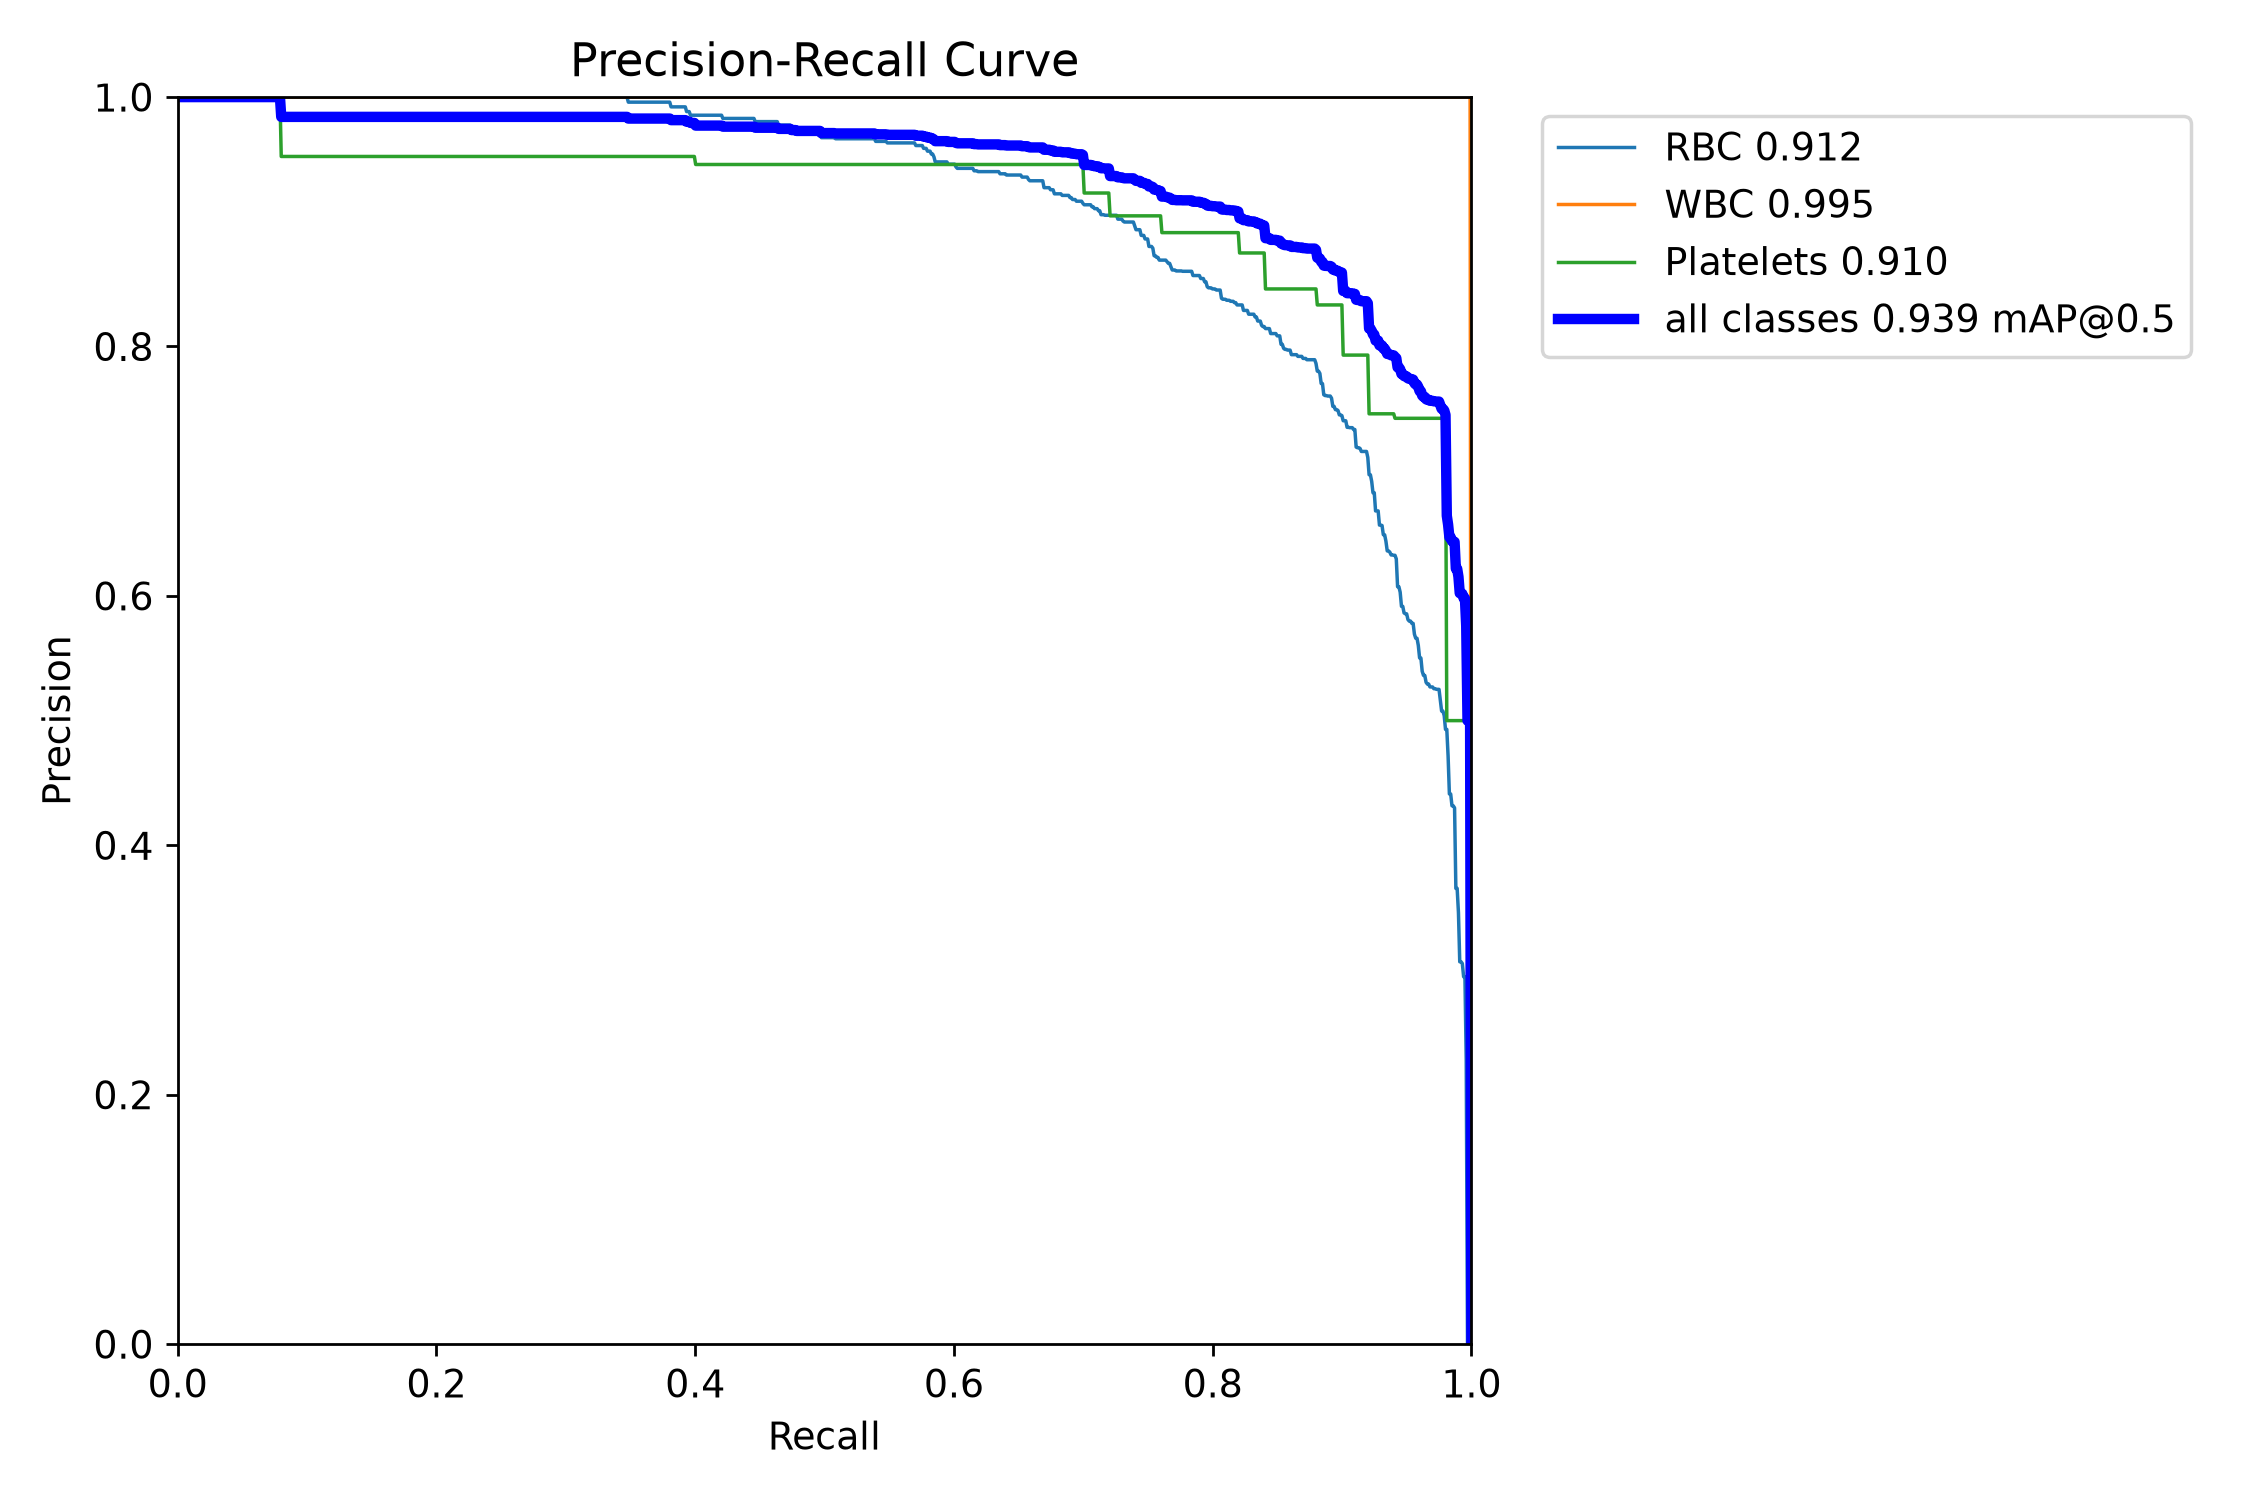 Precision-Recall Curve
1.0
0.8
0.6
0.4
0.2
0.0
Precision
0.0 0.2 0.4 0.6 0.8 1.0
Recall
RBC 0.912
WBC 0.995
Platelets 0.910
all classes 0.939 mAP@0.5